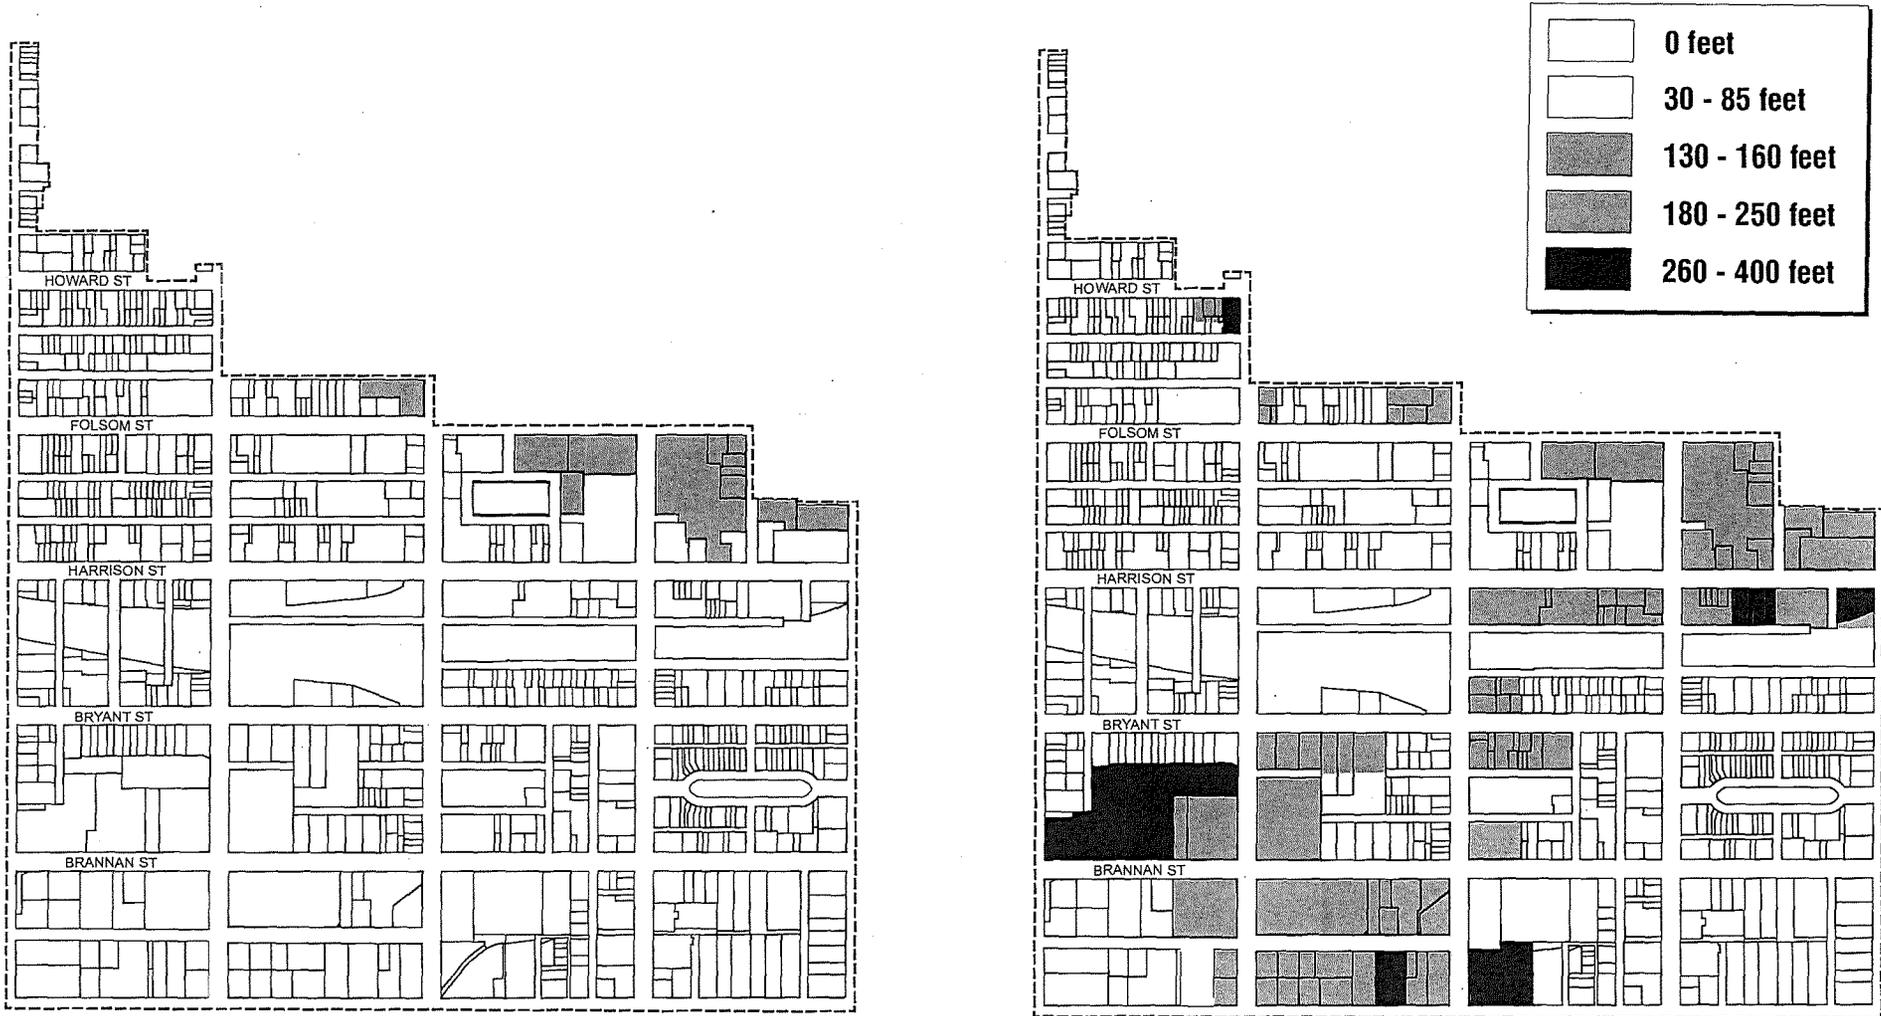 0 feet
30 - 85 feet
130 - 160 feet
180 - 250 feet
260 - 400 feet
HOWARD ST
FOLSOM ST
HARRISON ST
BRYANT ST
BRANNAN ST
HOWARD ST
FOLSOM ST
HARRISON ST
BRYANT ST
BRANNAN ST